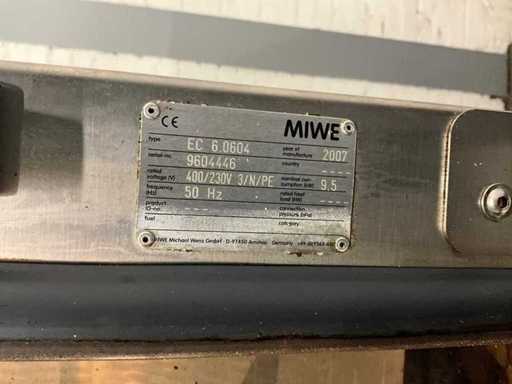 CE MIWE
type EC 6.0604 year of manufacture 2007
serial-no. 9604446 country
rated voltage (V) 400/230V 3/N/PE nominal consumption (kW) 9.5
frequency (Hz) 50 Hz rated heat load (kW)
product ID-no. connection pressure (hPa)
fuel category
MIWE Michael Wenz GmbH · D-97450 Arnstein Germany